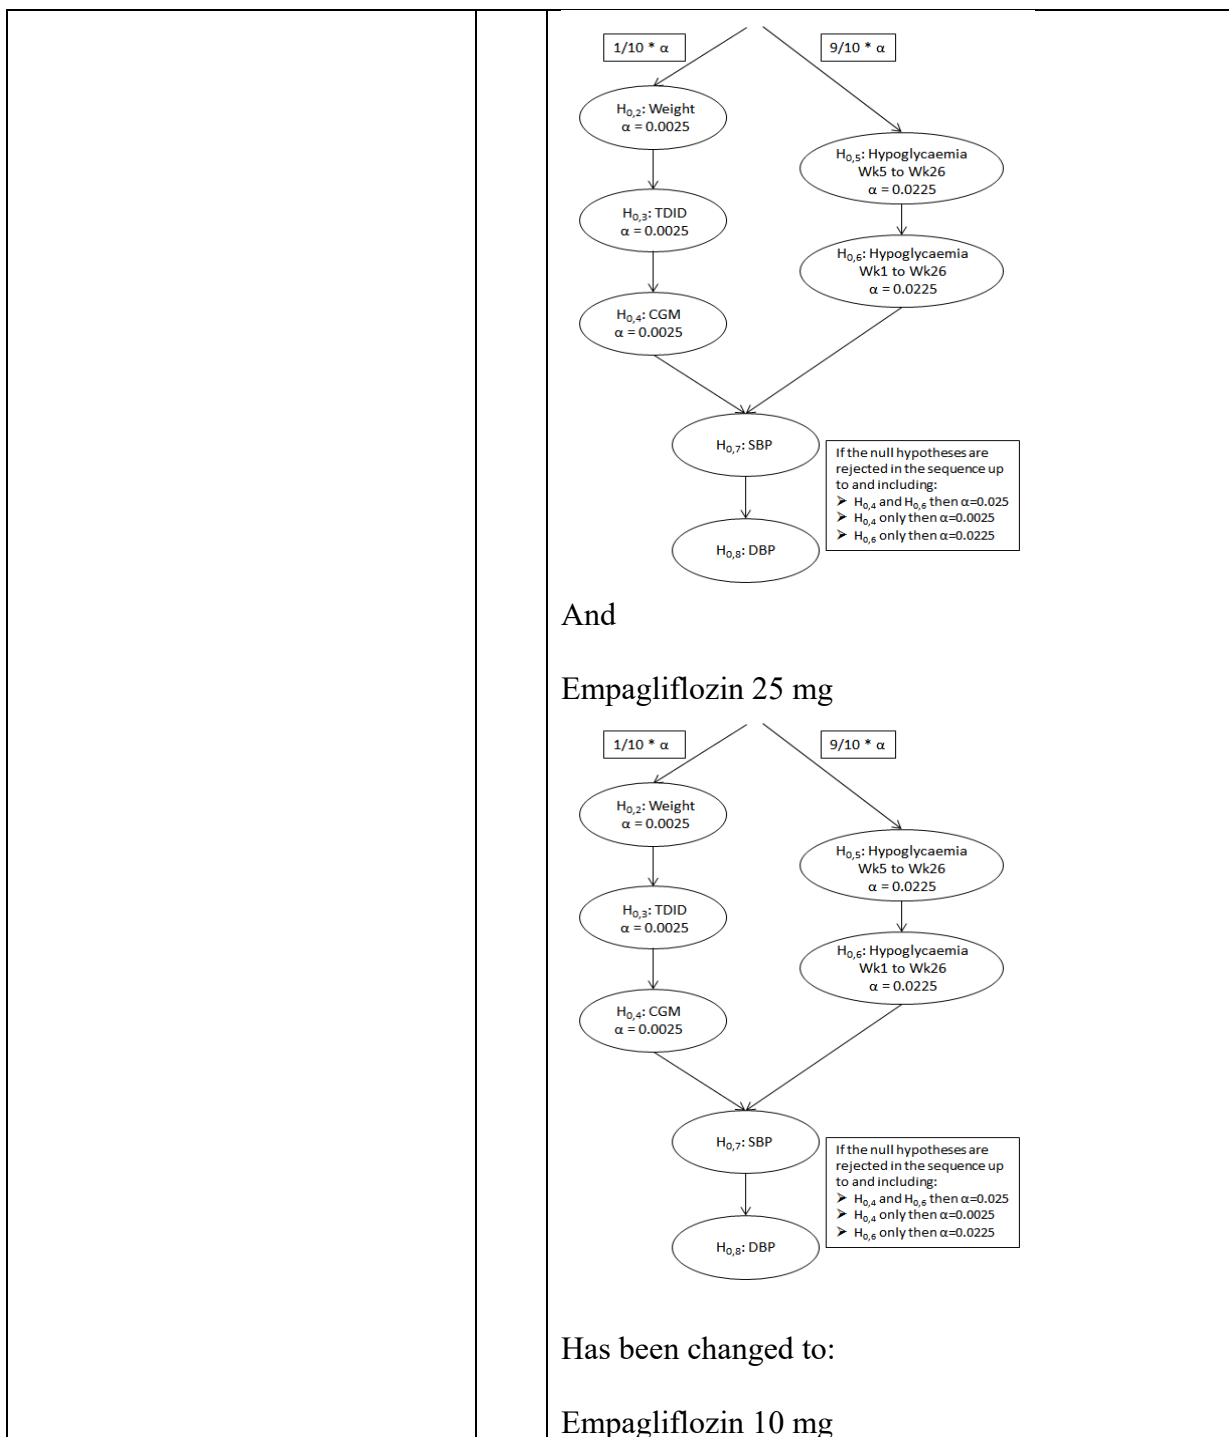 1/10 * α
9/10 * α
H0,2: Weight
α = 0.0025
H0,5: Hypoglycaemia
Wk5 to Wk26
α = 0.0225
H0,3: TDID
α = 0.0025
H0,6: Hypoglycaemia
Wk1 to Wk26
α = 0.0225
H0,4: CGM
α = 0.0025
H0,7: SBP
If the null hypotheses are
rejected in the sequence up
to and including:
➢ H0,4 and H0,6 then α=0.025
➢ H0,4 only then α=0.0025
➢ H0,6 only then α=0.0225
H0,8: DBP
And
Empagliflozin 25 mg
1/10 * α
9/10 * α
H0,2: Weight
α = 0.0025
H0,5: Hypoglycaemia
Wk5 to Wk26
α = 0.0225
H0,3: TDID
α = 0.0025
H0,6: Hypoglycaemia
Wk1 to Wk26
α = 0.0225
H0,4: CGM
α = 0.0025
H0,7: SBP
If the null hypotheses are
rejected in the sequence up
to and including:
➢ H0,4 and H0,6 then α=0.025
➢ H0,4 only then α=0.0025
➢ H0,6 only then α=0.0225
H0,8: DBP
Has been changed to:
Empagliflozin 10 mg